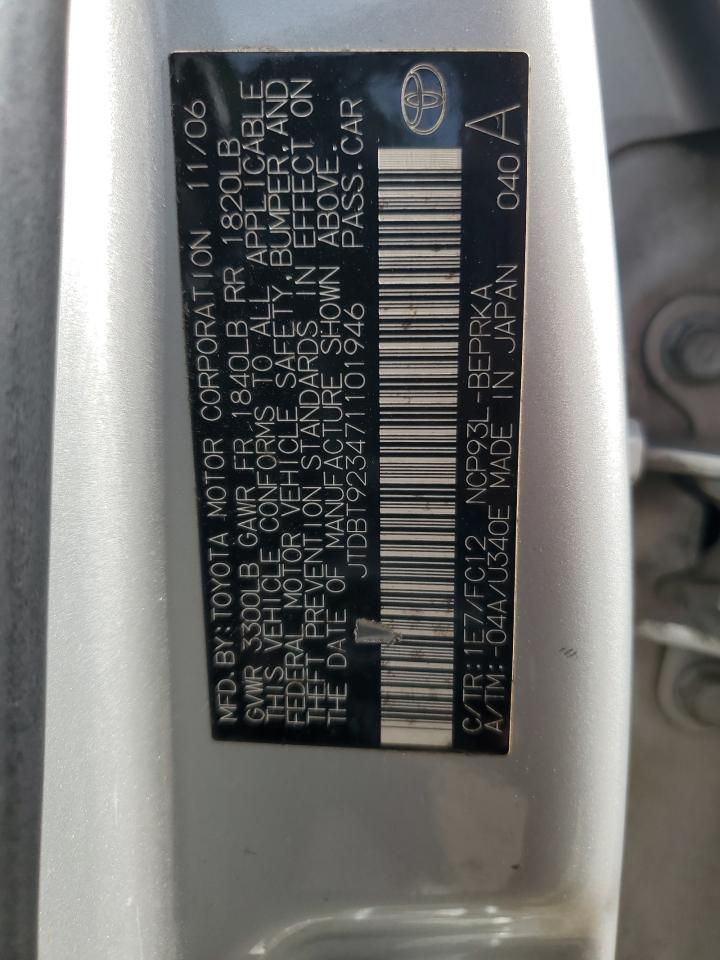 MFD. BY: TOYOTA MOTOR CORPORATION 11/06
GVWR 3300LB GAWR FR 1840LB RR 1820LB
THIS VEHICLE CONFORMS TO ALL APPLICABLE
FEDERAL MOTOR VEHICLE SAFETY, BUMPER, AND
THEFT PREVENTION STANDARDS IN EFFECT ON
THE DATE OF MANUFACTURE SHOWN ABOVE.
JTDBT923471101946 PASS. CAR
C/TR: 1E7/FC12 NCP93L-BEPRKA
A/TM: -04A/U340E MADE IN JAPAN 040 A